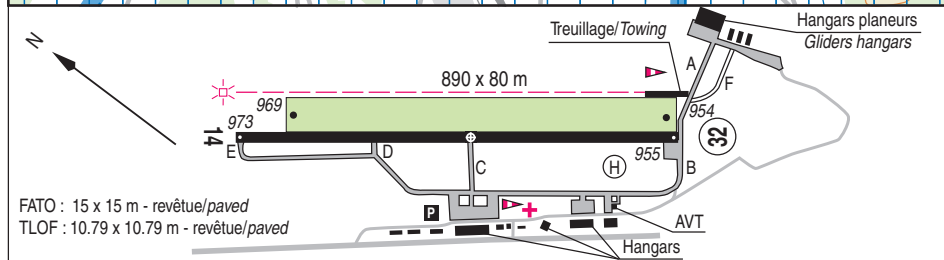 N
Treuillage/Towing
Hangars planeurs
Gliders hangars
890 x 80 m
A
F
969
954
973
14
32
955
E
D
C
H
B
FATO : 15 x 15 m - revêtue/paved
TLOF : 10.79 x 10.79 m - revêtue/paved
P
AVT
Hangars